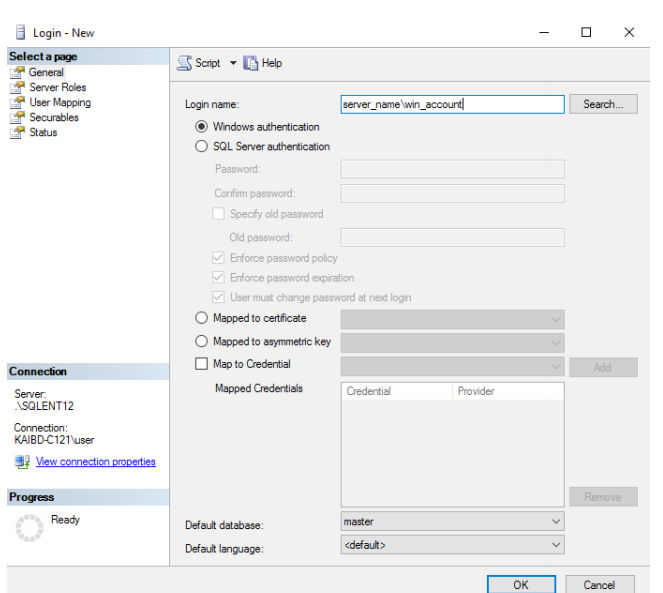 Login - New
Select a page
General
Server Roles
User Mapping
Securables
Status
Script
Help
Login name:
server_name\win_account
Search...
Windows authentication
SQL Server authentication
Password:
Confirm password:
Specify old password
Old password:
Enforce password policy
Enforce password expiration
User must change password at next login
Mapped to certificate
Mapped to asymmetric key
Map to Credential
Add
Mapped Credentials
Credential Provider
Remove
Default database:
master
Default language:
<default>
Connection
Server:
.\SQLENT12
Connection:
KAIBD-C121\user
View connection properties
Progress
Ready
OK
Cancel